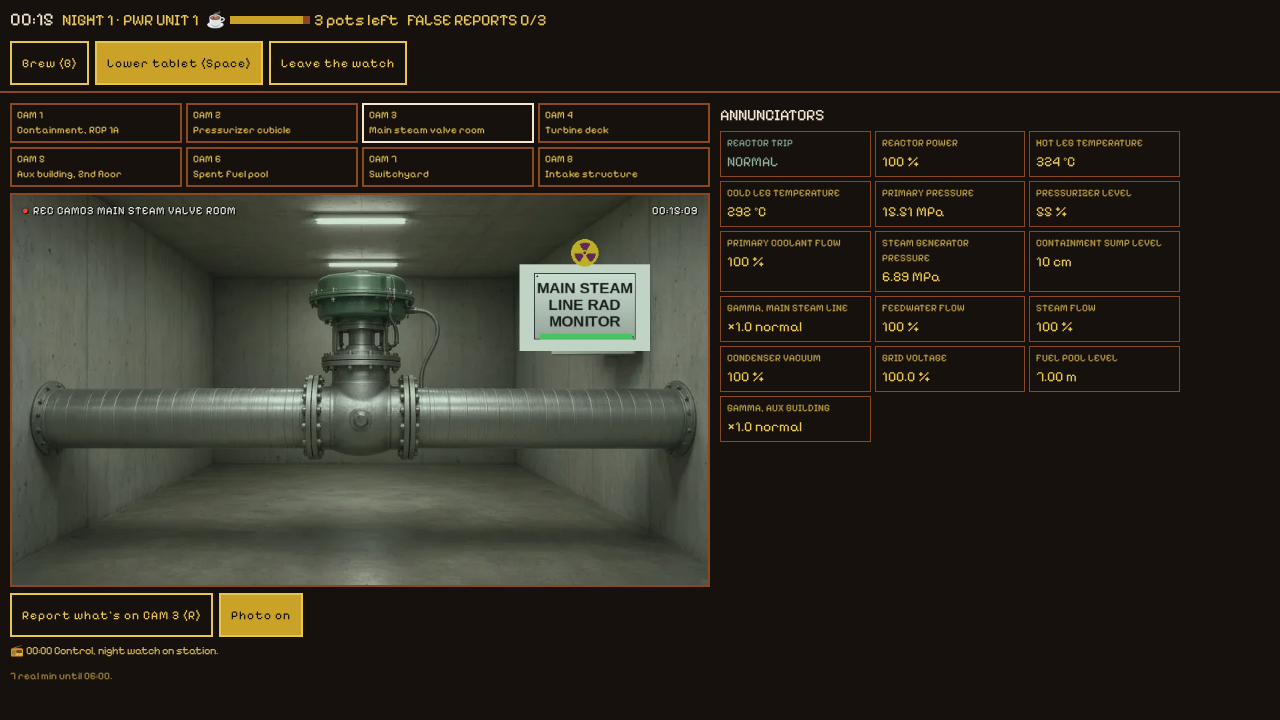 00:15 NIGHT 1 · PWR UNIT 1 ☕ 3 pots left FALSE REPORTS 0/3
Brew (B) Lower tablet (Space) Leave the watch
CAM 1
Containment, RCP 1A
CAM 2
Pressurizer cubicle
CAM 3
Main steam valve room
CAM 4
Turbine deck
CAM 5
Aux building, 2nd floor
CAM 6
Spent fuel pool
CAM 7
Switchyard
CAM 8
Intake structure
REC CAM03 MAIN STEAM VALVE ROOM 00:15:09
MAIN STEAM
LINE RAD
MONITOR
Report what's on CAM 3 (R) Photo on
📻 00:00 Control, night watch on station.
7 real min until 06:00.
ANNUNCIATORS
REACTOR TRIP
NORMAL
REACTOR POWER
100 %
HOT LEG TEMPERATURE
324 °C
COLD LEG TEMPERATURE
292 °C
PRIMARY PRESSURE
15.51 MPa
PRESSURIZER LEVEL
55 %
PRIMARY COOLANT FLOW
100 %
STEAM GENERATOR
PRESSURE
6.89 MPa
CONTAINMENT SUMP LEVEL
10 cm
GAMMA, MAIN STEAM LINE
×1.0 normal
FEEDWATER FLOW
100 %
STEAM FLOW
100 %
CONDENSER VACUUM
100 %
GRID VOLTAGE
100.0 %
FUEL POOL LEVEL
7.00 m
GAMMA, AUX BUILDING
×1.0 normal